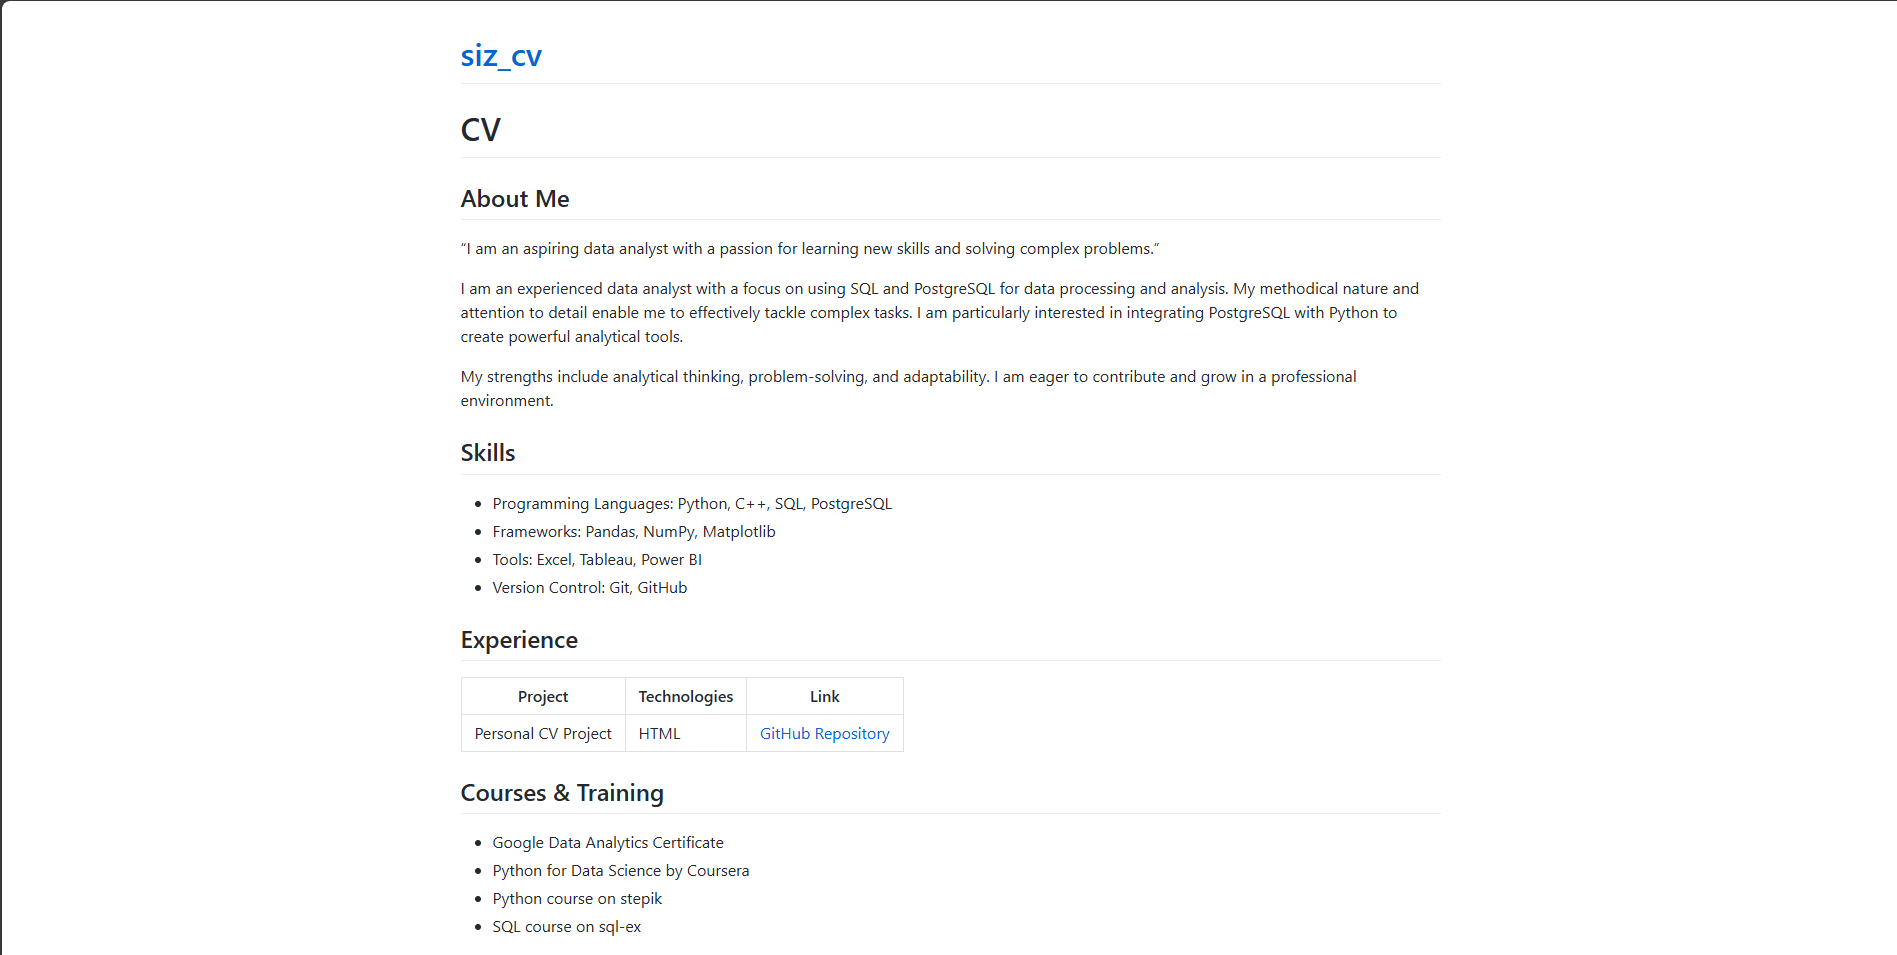 siz_cv
CV
About Me
“I am an aspiring data analyst with a passion for learning new skills and solving complex problems.”
I am an experienced data analyst with a focus on using SQL and PostgreSQL for data processing and analysis. My methodical nature and
attention to detail enable me to effectively tackle complex tasks. I am particularly interested in integrating PostgreSQL with Python to
create powerful analytical tools.
My strengths include analytical thinking, problem-solving, and adaptability. I am eager to contribute and grow in a professional
environment.
Skills
Programming Languages: Python, C++, SQL, PostgreSQL
Frameworks: Pandas, NumPy, Matplotlib
Tools: Excel, Tableau, Power BI
Version Control: Git, GitHub
Experience
Project Technologies Link
Personal CV Project HTML GitHub Repository
Courses & Training
Google Data Analytics Certificate
Python for Data Science by Coursera
Python course on stepik
SQL course on sql-ex